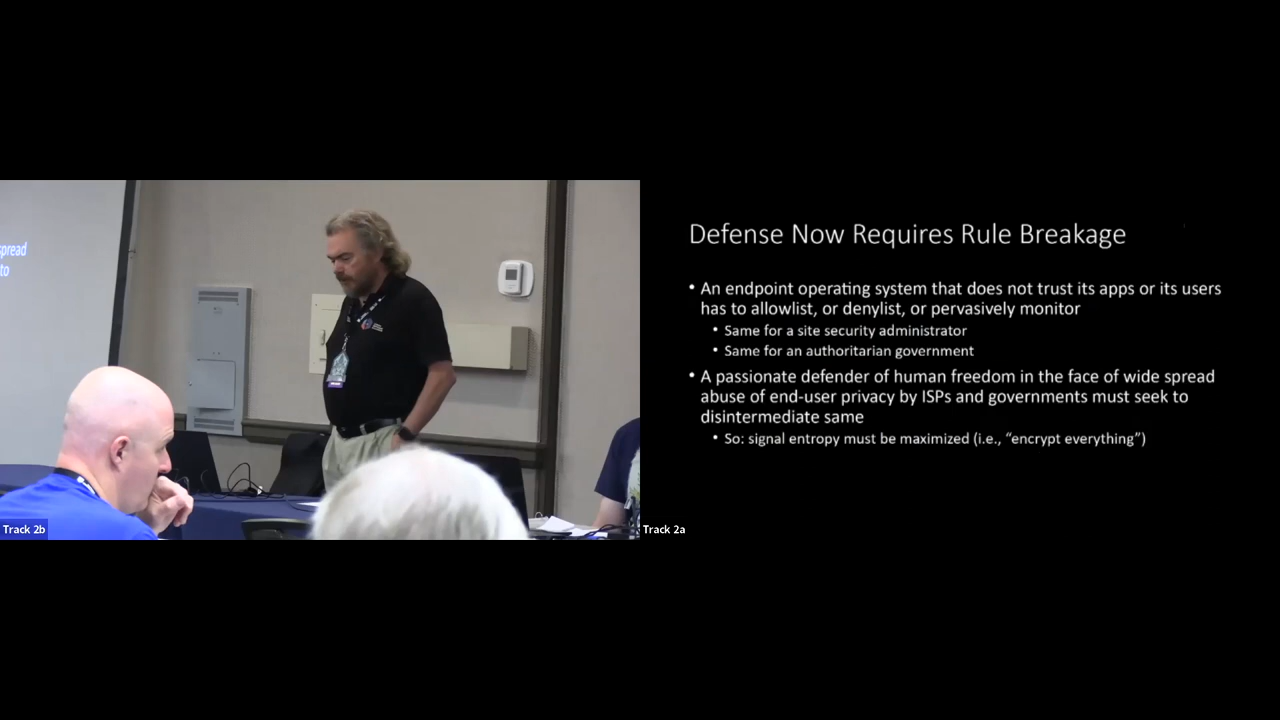 spread
to
Track 2b
Defense Now Requires Rule Breakage
• An endpoint operating system that does not trust its apps or its users
has to allowlist, or denylist, or pervasively monitor
• Same for a site security administrator
• Same for an authoritarian government
• A passionate defender of human freedom in the face of wide spread
abuse of end-user privacy by ISPs and governments must seek to
disintermediate same
• So: signal entropy must be maximized (i.e., “encrypt everything”)
Track 2a